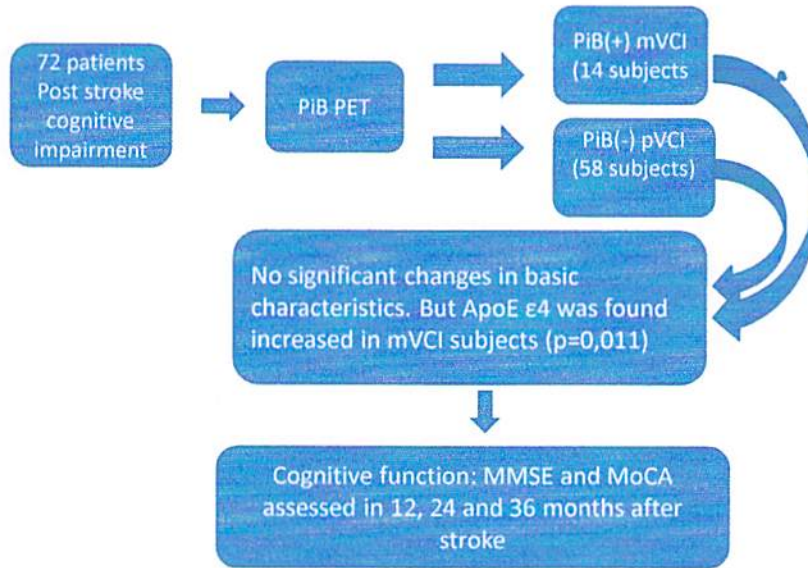 72 patients
Post stroke
cognitive
impairment
PiB PET
PiB(+) mVCI
(14 subjects
PiB(-) pVCI
(58 subjects)
No significant changes in basic
characteristics. But ApoE ε4 was found
increased in mVCI subjects (p=0,011)
Cognitive function: MMSE and MoCA
assessed in 12, 24 and 36 months after
stroke